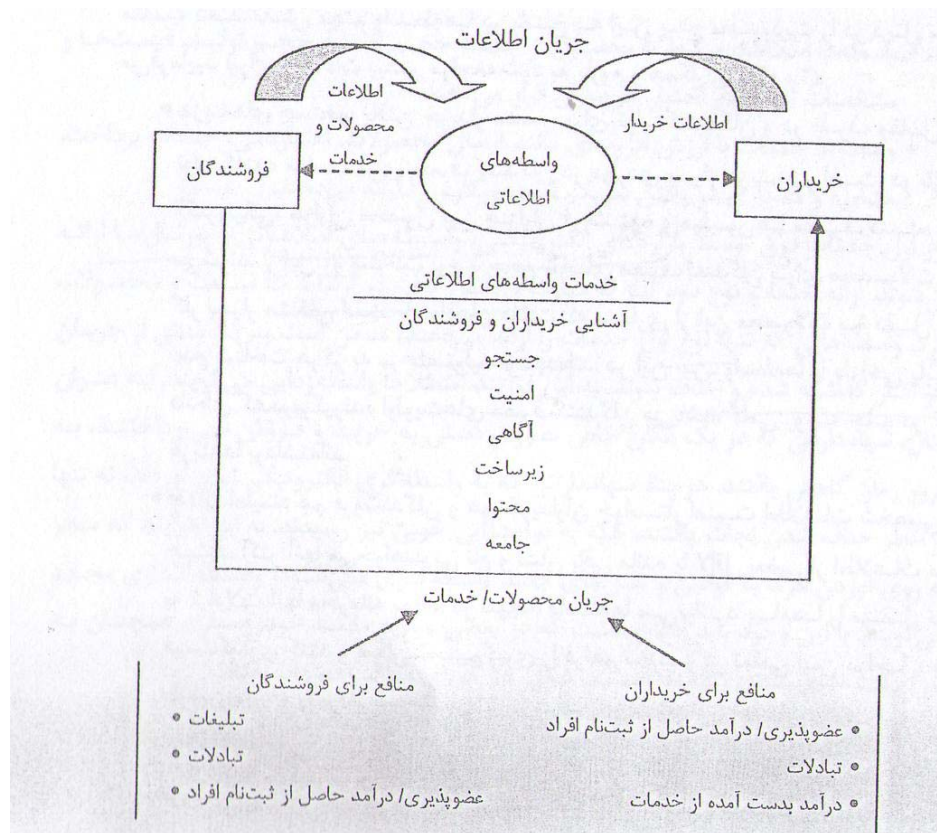 جریان اطلاعات
اطلاعات
محصولات و
خدمات
اطلاعات خریدار
فروشندگان
واسطه‌های
اطلاعاتی
خریداران
خدمات واسطه‌های اطلاعاتی
آشنایی خریداران و فروشندگان
جستجو
امنیت
آگاهی
زیرساخت
محتوا
جامعه
جریان محصولات/ خدمات
منافع برای خریداران
• عضوپذیری/ درآمد حاصل از ثبت‌نام افراد
• تبادلات
• درآمد بدست آمده از خدمات
منافع برای فروشندگان
• تبلیغات
• تبادلات
• عضوپذیری/ درآمد حاصل از ثبت‌نام افراد